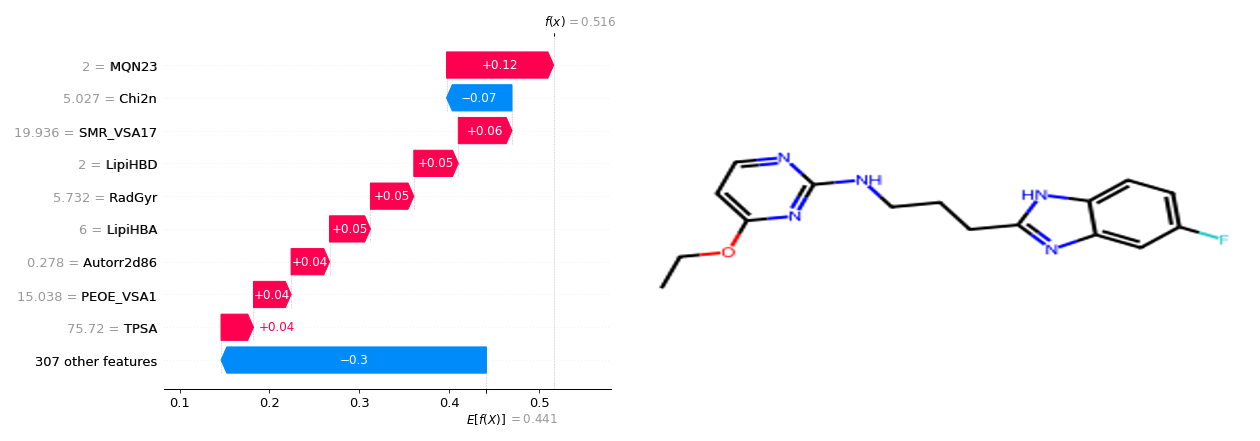 f(x) = 0.516
2 = MQN23
+0.12
5.027 = Chi2n
−0.07
19.936 = SMR_VSA17
+0.06
2 = LipiHBD
+0.05
5.732 = RadGyr
+0.05
6 = LipiHBA
+0.05
0.278 = Autorr2d86
+0.04
15.038 = PEOE_VSA1
+0.04
75.72 = TPSA
+0.04
307 other features
−0.3
0.1 0.2 0.3 0.4 0.5
E[f(X)] = 0.441
N
NH
N
O
HN
N
F